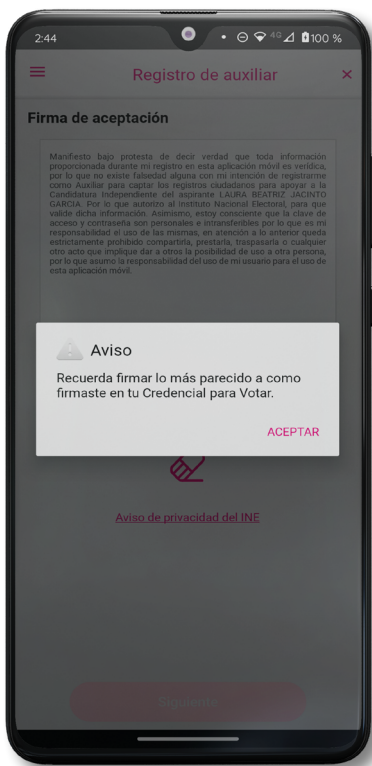 2:44
4G
100 %
Registro de auxiliar
×
Firma de aceptación
Manifiesto bajo protesta de decir verdad que toda información
proporcionada durante mi registro en esta aplicación móvil es verídica,
por lo que no existe falsedad alguna con mi intención de registrarme
como Auxiliar para captar los registros ciudadanos para apoyar a la
Candidatura Independiente del aspirante LAURA BEATRIZ JACINTO
GARCIA. Por lo que autorizo al Instituto Nacional Electoral, para que
valide dicha información. Asimismo, estoy consciente que la clave de
acceso y contraseña son personales e intransferibles por lo que es mi
responsabilidad el uso de las mismas, en atención a lo anterior queda
estrictamente prohibido compartirla, prestarla, traspasarla o cualquier
otro acto que implique dar a otros la posibilidad de uso a otra persona,
por lo que asumo la responsabilidad del uso de mi usuario para el uso de
esta aplicación móvil.
Aviso
Recuerda firmar lo más parecido a como
firmaste en tu Credencial para Votar.
ACEPTAR
Aviso de privacidad del INE
Siguiente